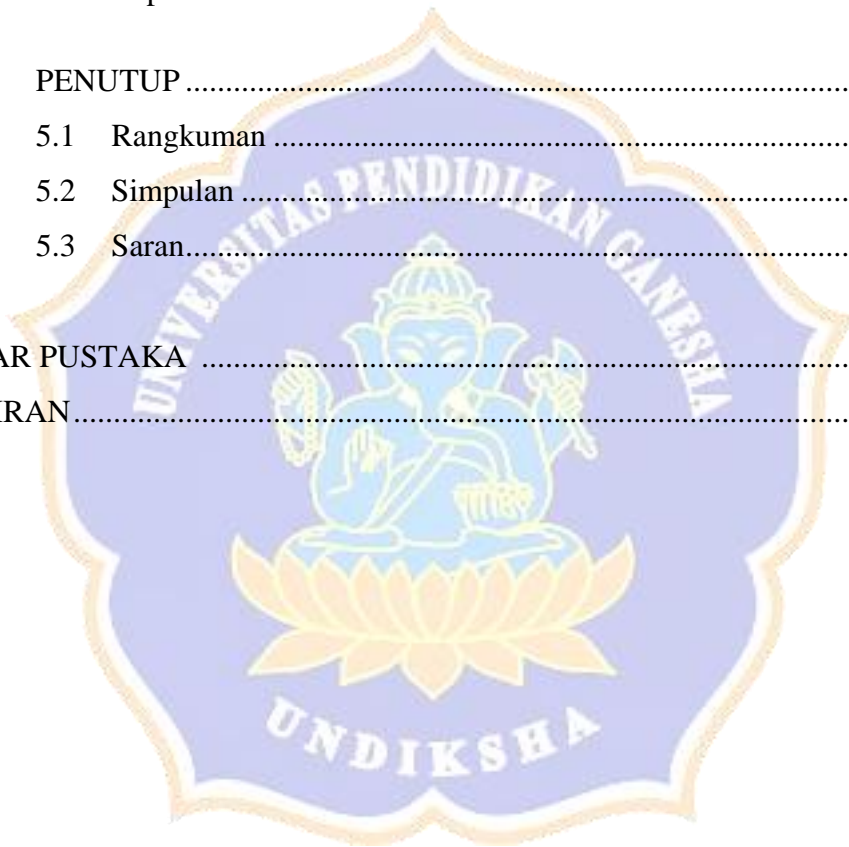 PENUTUP ..........................................................................................
5.1 Rangkuman ..............................................................................
5.2 Simpulan ..................................................................................
5.3 Saran.........................................................................................
AR PUSTAKA ....................................................................................
IRAN....................................................................................................
UNIVERSITAS PENDIDIKAN GANESHA
UNDIKSHA